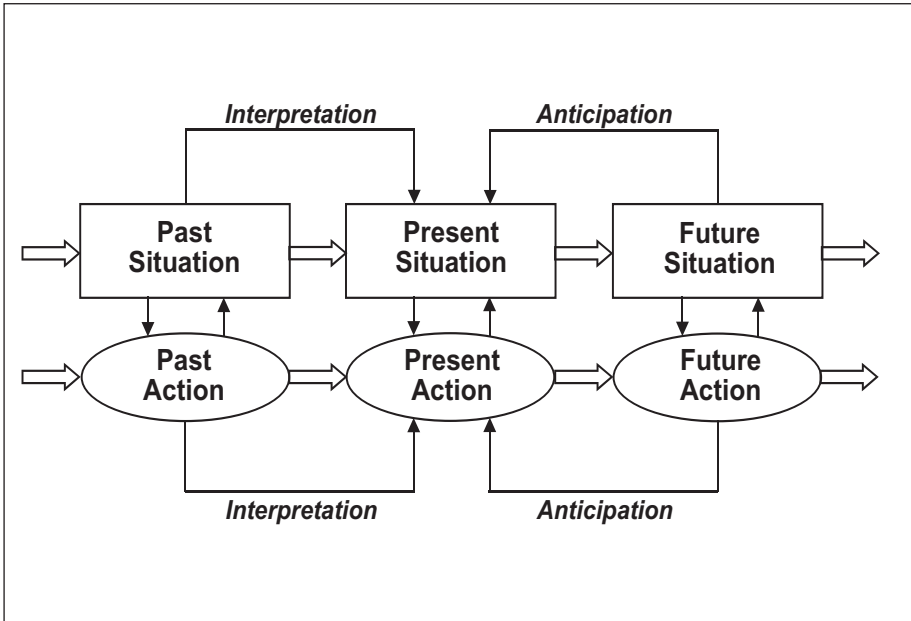 Interpretation
Anticipation
Past
Situation
Present
Situation
Future
Situation
Past
Action
Present
Action
Future
Action
Interpretation
Anticipation